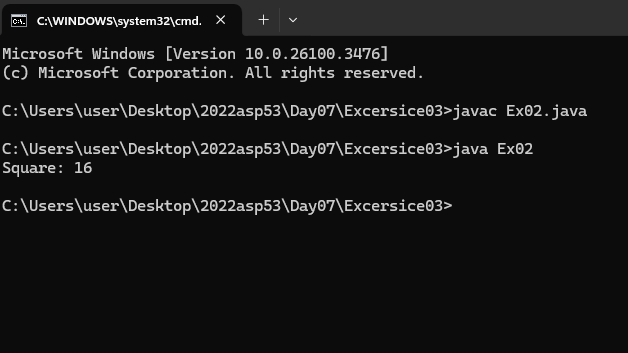 C:\WINDOWS\system32\cmd.
Microsoft Windows [Version 10.0.26100.3476]
(c) Microsoft Corporation. All rights reserved.
C:\Users\user\Desktop\2022asp53\Day07\Excersice03>javac Ex02.java
C:\Users\user\Desktop\2022asp53\Day07\Excersice03>java Ex02
Square: 16
C:\Users\user\Desktop\2022asp53\Day07\Excersice03>